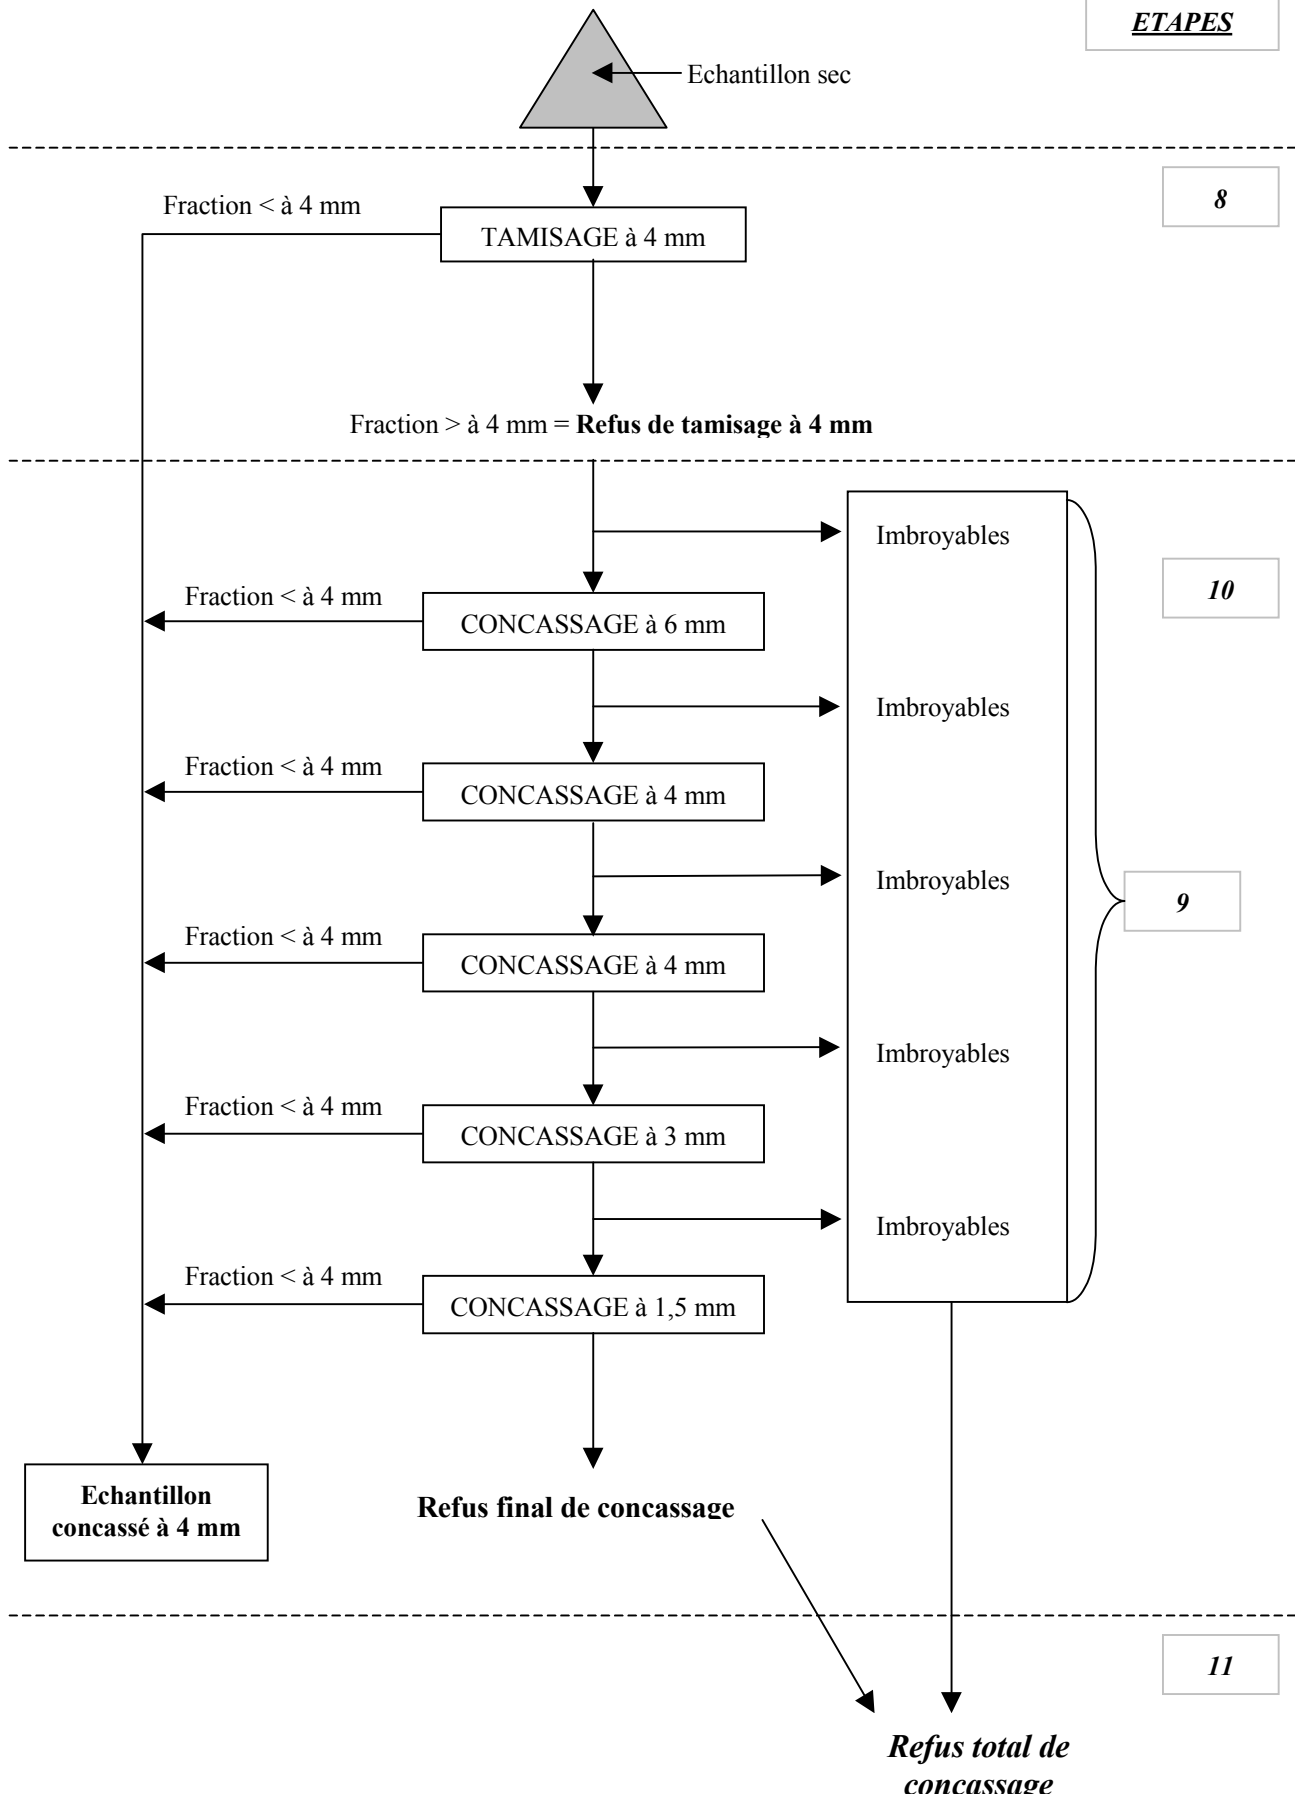 ETAPES
Echantillon sec
8
Fraction < à 4 mm
TAMISAGE à 4 mm
Fraction > à 4 mm = Refus de tamisage à 4 mm
Imbroyables
10
Fraction < à 4 mm
CONCASSAGE à 6 mm
Imbroyables
Fraction < à 4 mm
CONCASSAGE à 4 mm
Imbroyables
9
Fraction < à 4 mm
CONCASSAGE à 4 mm
Imbroyables
Fraction < à 4 mm
CONCASSAGE à 3 mm
Imbroyables
Fraction < à 4 mm
CONCASSAGE à 1,5 mm
Echantillon
concassé à 4 mm
Refus final de concassage
11
Refus total de
concassage